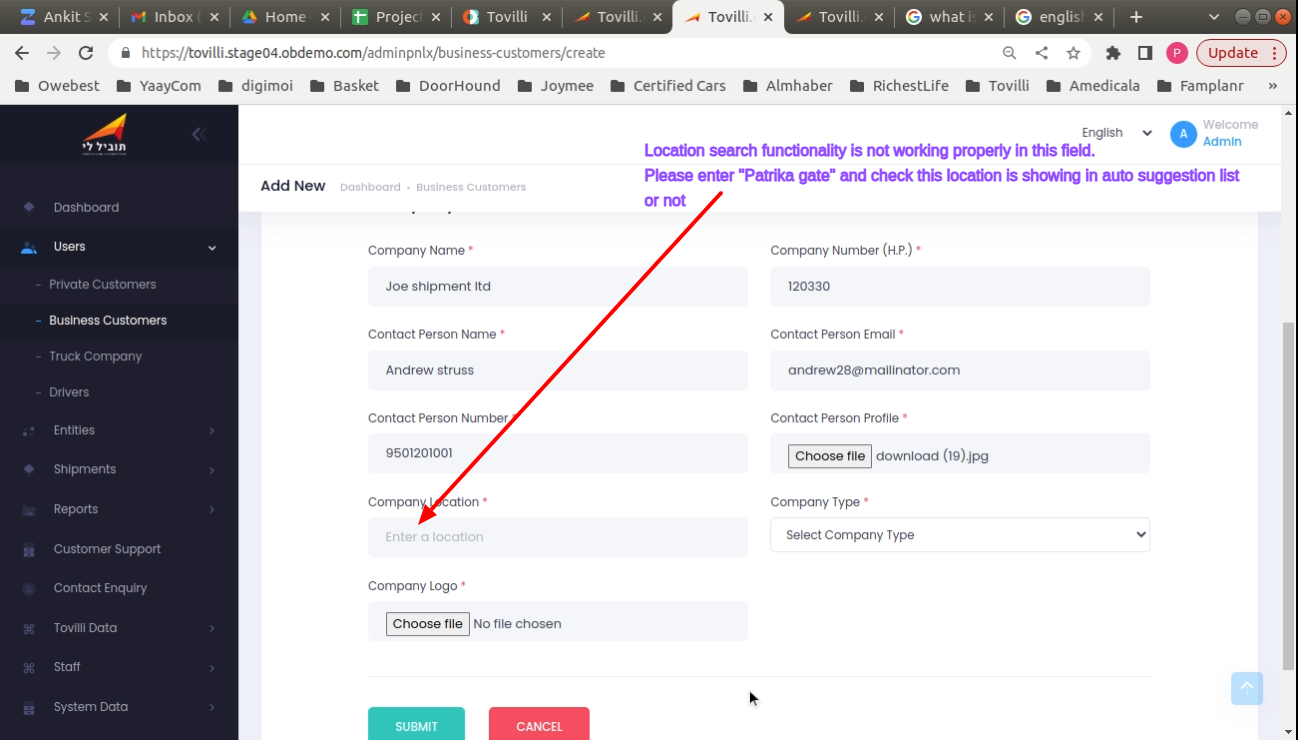 Ankit S
Inbox (
Home
Project
Tovilli
Tovilli.
Tovilli.
Tovilli.
what is
english
https://tovilli.stage04.obdemo.com/adminpnlx/business-customers/create
P
Update
Owebest
YaayCom
digimoi
Basket
DoorHound
Joymee
Certified Cars
Almhaber
RichestLife
Tovilli
Amedicala
Famplanr
»
תוביל לי
English
A
Welcome
Admin
Location search functionality is not working properly in this field.
Please enter "Patrika gate" and check this location is showing in auto suggestion list
or not
Add New
Dashboard • Business Customers
Dashboard
Users
- Private Customers
- Business Customers
- Truck Company
- Drivers
Entities
Shipments
Reports
Customer Support
Contact Enquiry
Tovilli Data
Staff
System Data
Company Name *
Company Number (H.P.) *
Joe shipment ltd
120330
Contact Person Name *
Contact Person Email *
Andrew struss
andrew28@mailinator.com
Contact Person Number *
Contact Person Profile *
9501201001
Choose file download (19).jpg
Company Location *
Company Type *
Enter a location
Select Company Type
Company Logo *
Choose file No file chosen
SUBMIT
CANCEL